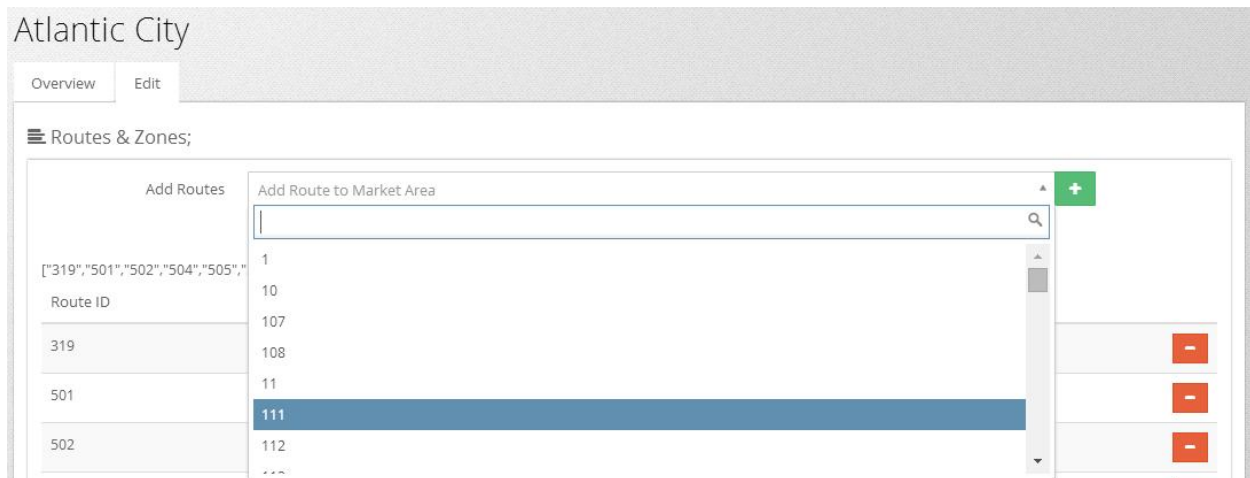 Atlantic City
Overview Edit
Routes & Zones;
Add Routes Add Route to Market Area
["319","501","502","504","505","
Route ID
319
501
502
1
10
107
108
11
111
112